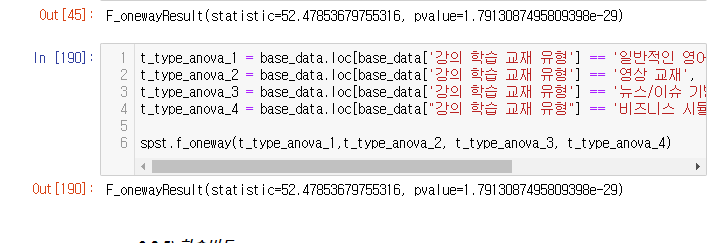 Out [45]: F_onewayResult(statistic=52.47853679755316, pvalue=1.7913087495809398e-29)
In [190]:
1 t_type_anova_1 = base_data.loc[base_data['강의 학습 교재 유형'] == '일반적인 영어
2 t_type_anova_2 = base_data.loc[base_data['강의 학습 교재 유형'] == '영상 교재',
3 t_type_anova_3 = base_data.loc[base_data['강의 학습 교재 유형'] == '뉴스/이슈 기반
4 t_type_anova_4 = base_data.loc[base_data["강의 학습 교재 유형"] == '비즈니스 시뮬
5
6 spst.f_oneway(t_type_anova_1,t_type_anova_2, t_type_anova_3, t_type_anova_4)
Out [190]: F_onewayResult(statistic=52.47853679755316, pvalue=1.7913087495809398e-29)